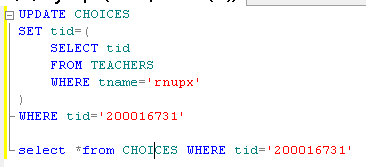 UPDATE CHOICES
SET tid=(
SELECT tid
FROM TEACHERS
WHERE tname='rnupx'
)
WHERE tid='200016731'
select *from CHOICES WHERE tid='200016731'